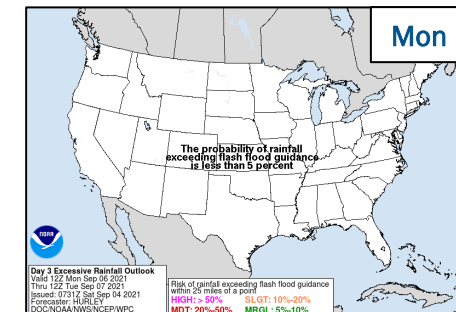 Mon
The probability of rainfall
exceeding flash flood guidance
is less than 5 percent
NOAA
Day 3 Excessive Rainfall Outlook
Valid 12Z Mon Sep 06 2021
Thru 12Z Tue Sep 07 2021
Issued: 0731Z Sat Sep 04 2021
Forecaster: HURLEY
DOC/NOAA/NWS/NCEP/WPC
Risk of rainfall exceeding flash flood guidance
within 25 miles of a point
HIGH: > 50% SLGT: 10%-20%
MDT: 20%-50% MRGL: 5%-10%